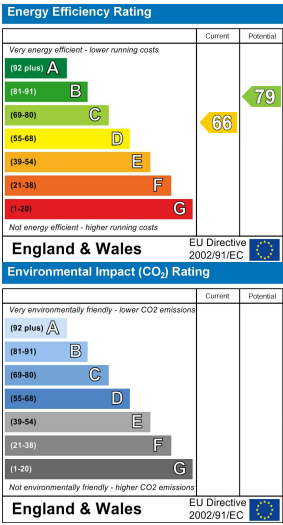 Energy Efficiency Rating
Current Potential
Very energy efficient - lower running costs
(92 plus) A
(81-91) B
79
(69-80) C
66
(55-68) D
(39-54) E
(21-38) F
(1-20) G
Not energy efficient - higher running costs
England & Wales
EU Directive
2002/91/EC
Environmental Impact (CO₂) Rating
Current Potential
Very environmentally friendly - lower CO2 emissions
(92 plus) A
(81-91) B
(69-80) C
(55-68) D
(39-54) E
(21-38) F
(1-20) G
Not environmentally friendly - higher CO2 emissions
England & Wales
EU Directive
2002/91/EC